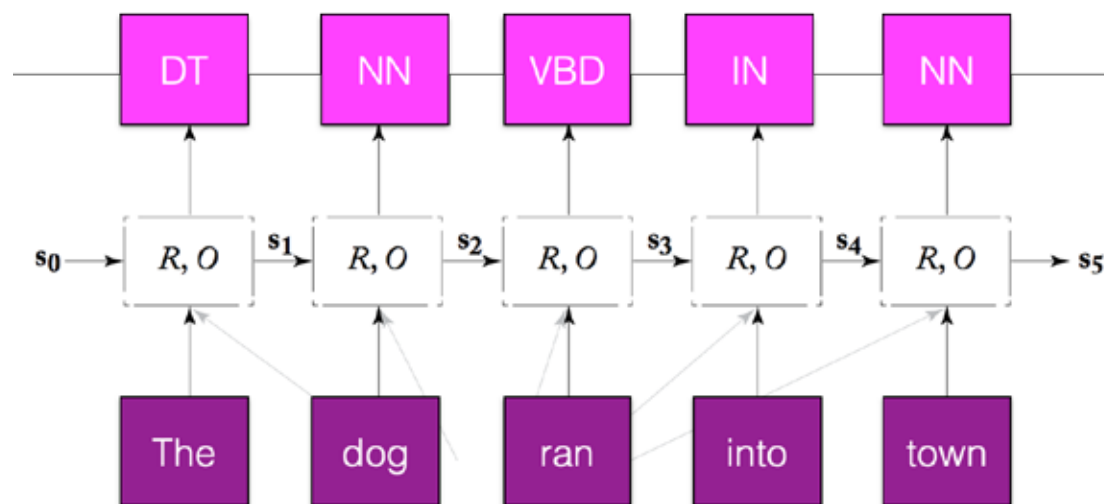 DT NN VBD IN NN
s0 R, O s1 R, O s2 R, O s3 R, O s4 R, O s5
The dog ran into town